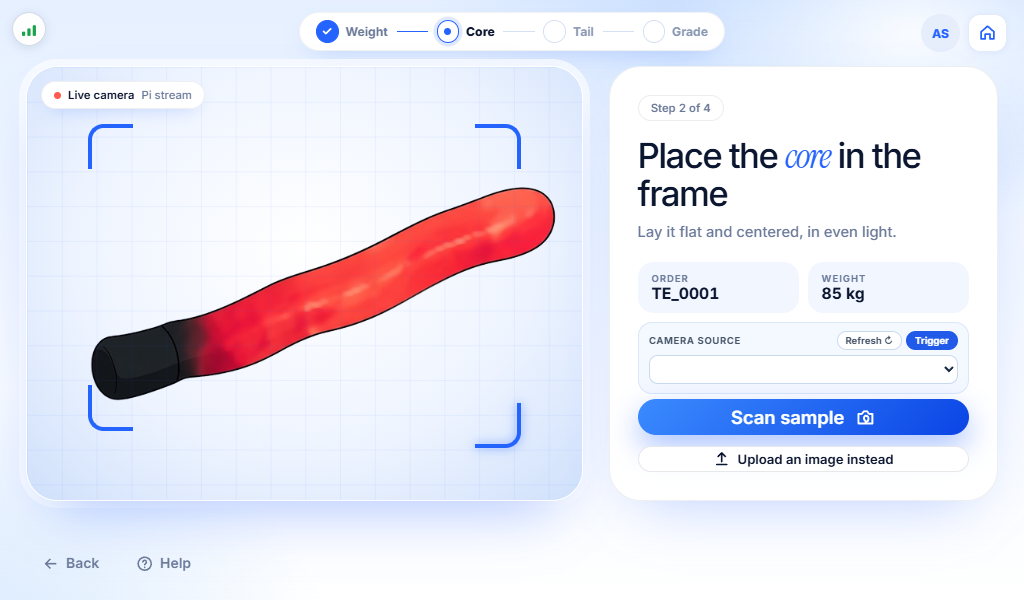 Weight
Core
Tail
Grade
AS
Live camera Pi stream
Step 2 of 4
Place the core in the
frame
Lay it flat and centered, in even light.
ORDER
TE_0001
WEIGHT
85 kg
CAMERA SOURCE
Refresh ↻
Trigger
Scan sample
Upload an image instead
Back
Help